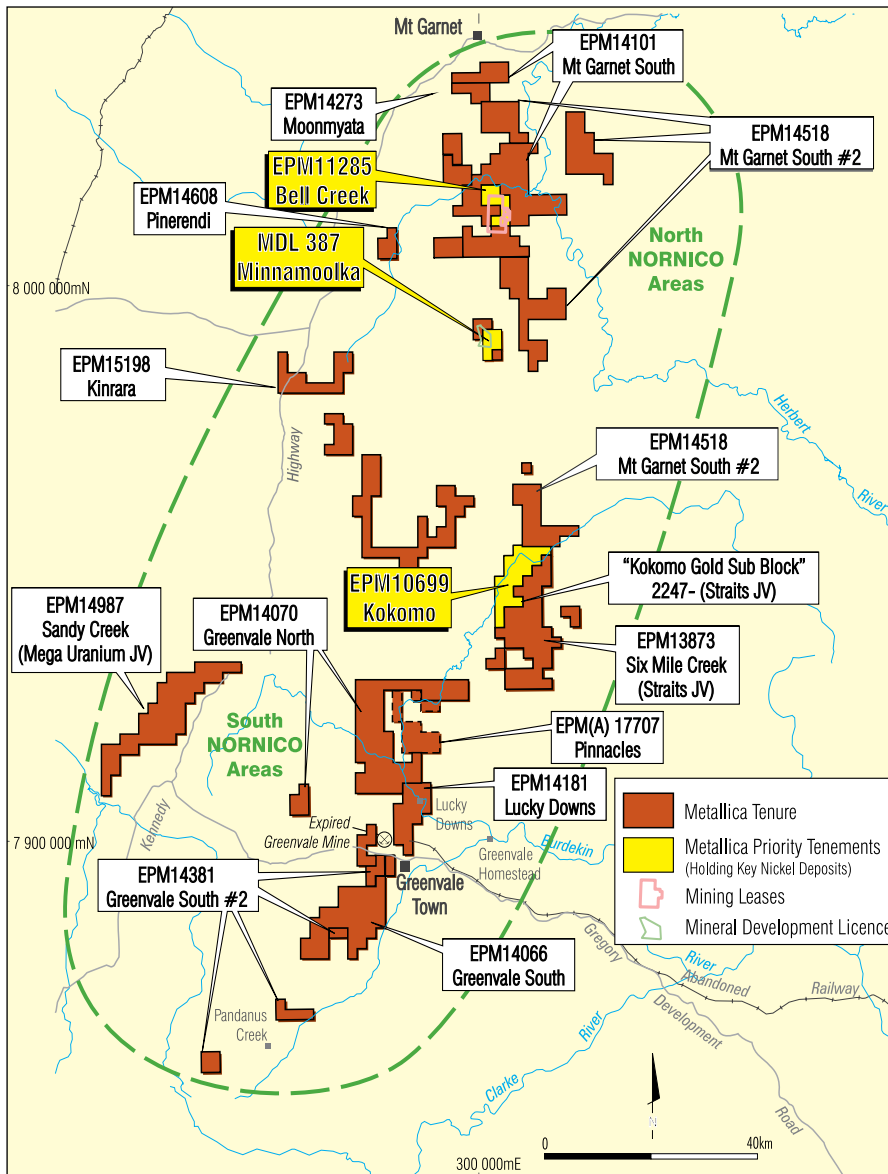 Mt Garnet
EPM14101
Mt Garnet South
EPM14273
Moonmyata
EPM14518
Mt Garnet South #2
EPM11285
Bell Creek
EPM14608
Pinerendi
MDL 387
Minnamoolka
North
NORNICO
Areas
8 000 000mN
EPM15198
Kinrara
Herbert
River
Highway
EPM14518
Mt Garnet South #2
EPM10699
Kokomo
"Kokomo Gold Sub Block"
2247- (Straits JV)
EPM14987
Sandy Creek
(Mega Uranium JV)
EPM14070
Greenvale North
EPM13873
Six Mile Creek
(Straits JV)
South
NORNICO
Areas
EPM(A) 17707
Pinnacles
EPM14181
Lucky Downs
Lucky
Downs
Kennedy
Expired
Greenvale Mine
7 900 000mN
Burdekin
Greenvale
Homestead
EPM14381
Greenvale South #2
Greenvale
Town
Metallica Tenure
Metallica Priority Tenements
(Holding Key Nickel Deposits)
Mining Leases
Mineral Development Licence
EPM14066
Greenvale South
Gregory
River
Abandoned
Railway
Development
Road
Pandanus
Creek
River
Clarke
N
0
40km
300 000mE